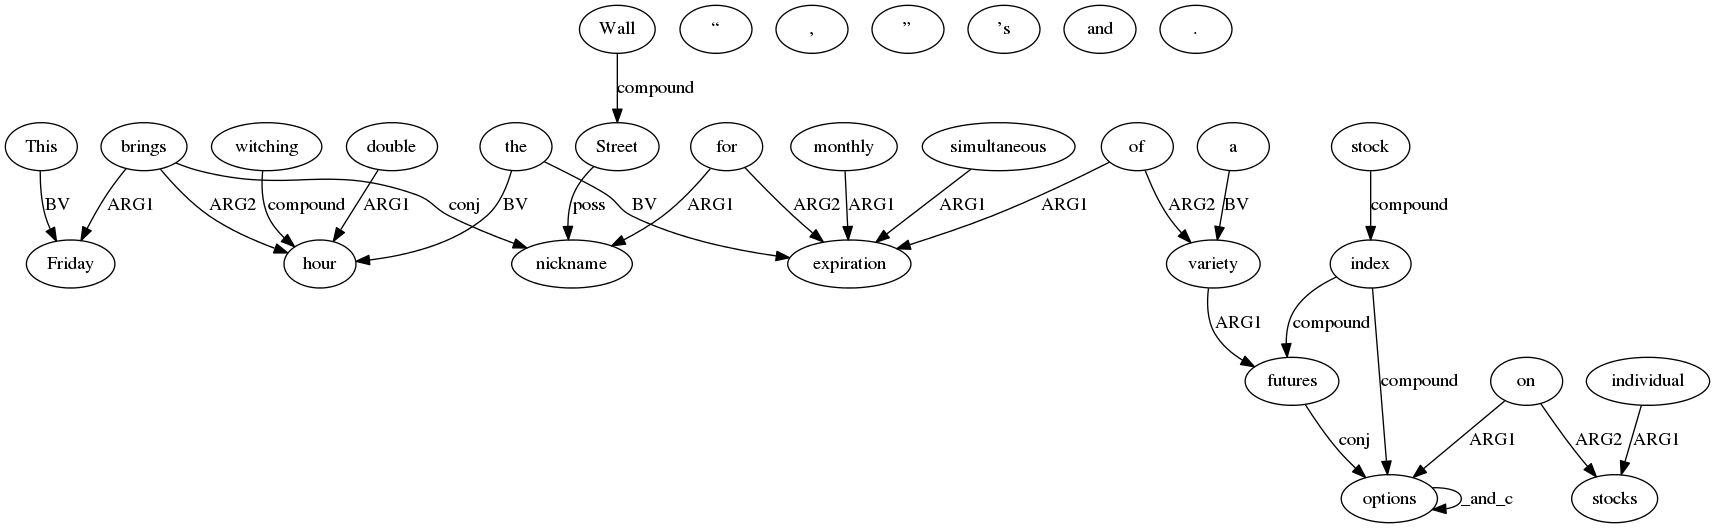 Wall “ , ” ’s and .
compound
This brings witching double the Street for monthly simultaneous of a stock
BV ARG1 ARG2 compound ARG1 conj BV poss BV ARG1 ARG2 ARG1 ARG1 ARG1 ARG2 BV compound
Friday hour nickname expiration variety index
ARG1 compound
futures compound on individual
conj ARG1 ARG2 ARG1
options _and_c stocks